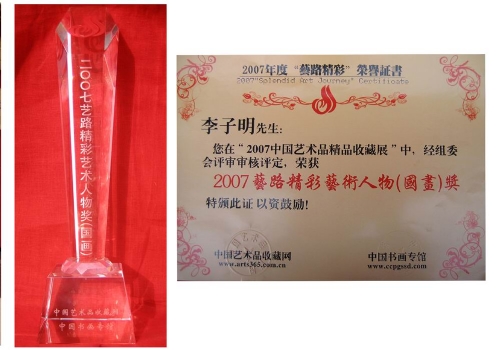 二〇〇七艺路精彩艺术人物奖(国画)
中国艺术品收藏网
中国书画专馆
2007年度“藝路精彩”榮譽証書
2007"Splendid Art Journey" Certificate
李子明先生:
您在“2007中国艺术品精品收藏展”中，经组委
会评审审核评定，荣获
2007藝路精彩藝術人物(國畫)獎
特颁此证以资鼓励!
中国艺术品收藏网
www.arts365.com.cn
中国书画专馆
www.ccpgssd.com